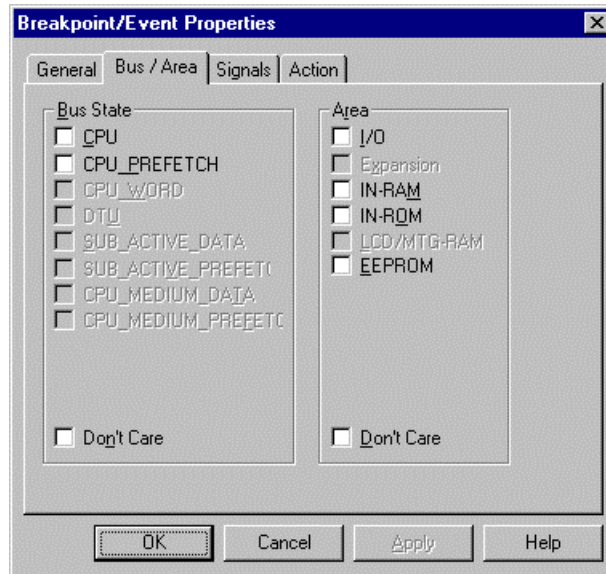 Breakpoint/Event Properties
General
Bus / Area
Signals
Action
Bus State
CPU
CPU_PREFETCH
CPU_WORD
DTU
SUB_ACTIVE_DATA
SUB_ACTIVE_PREFETC
CPU_MEDIUM_DATA
CPU_MEDIUM_PREFETC
Don't Care
Area
I/O
Expansion
IN-RAM
IN-ROM
LCD/MTG-RAM
EEPROM
Don't Care
OK
Cancel
Apply
Help